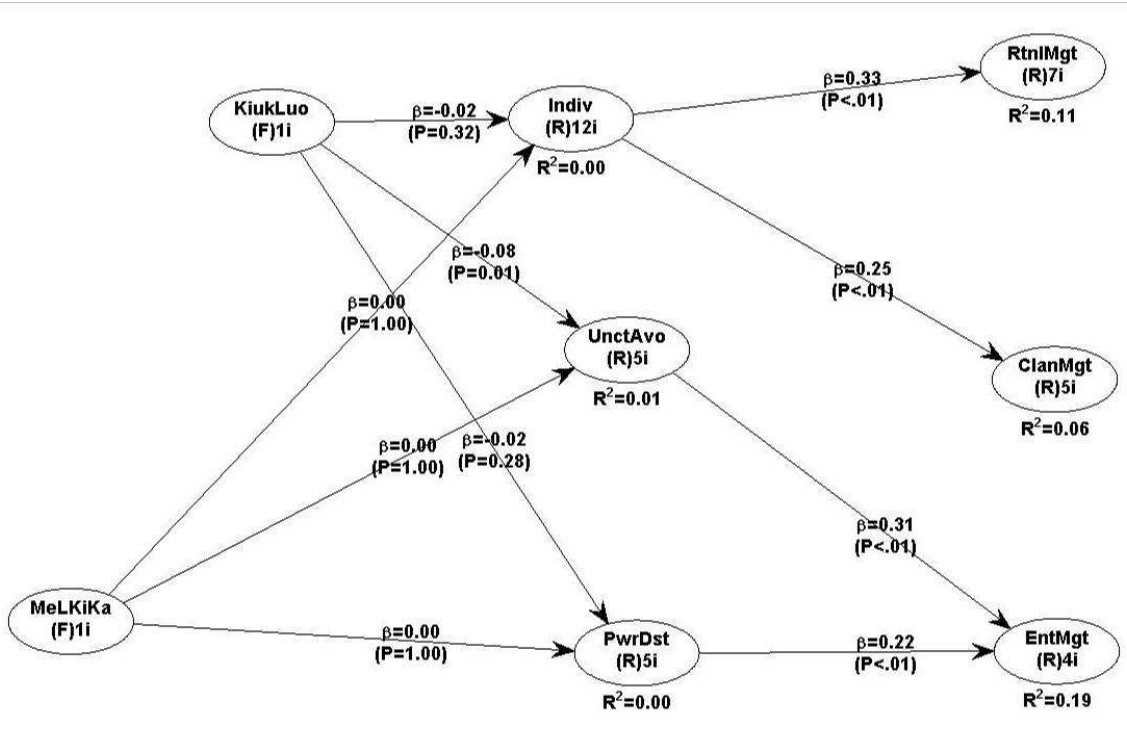 RtnlMgt
(R)7i
R²=0.11
β=0.33
(P<.01)
KiukLuo
(F)1i
β=-0.02
(P=0.32)
Indiv
(R)12i
R²=0.00
β=-0.08
(P=0.01)
β=0.25
(P<.01)
β=0.00
(P=1.00)
UnctAvo
(R)5i
R²=0.01
ClanMgt
(R)5i
R²=0.06
β=0.00
(P=1.00)
β=-0.02
(P=0.28)
β=0.31
(P<.01)
MeLKiKa
(F)1i
β=0.00
(P=1.00)
PwrDst
(R)5i
R²=0.00
β=0.22
(P<.01)
EntMgt
(R)4i
R²=0.19